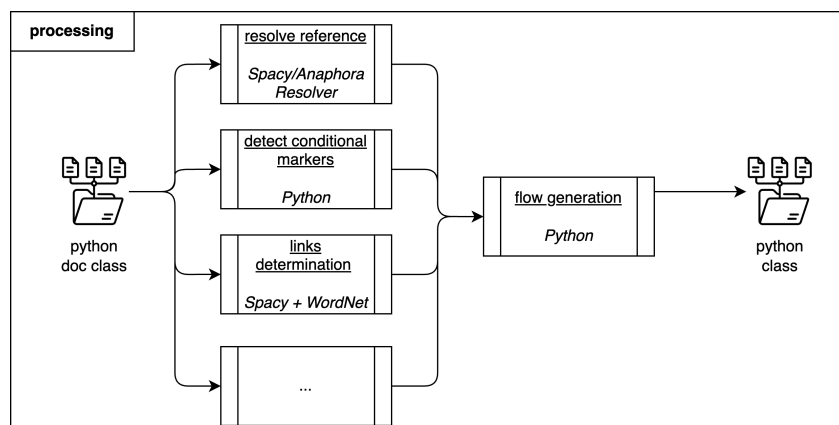 processing
resolve reference
Spacy/Anaphora
Resolver
detect conditional
markers
Python
links
determination
Spacy + WordNet
...
python
doc class
flow generation
Python
python
class